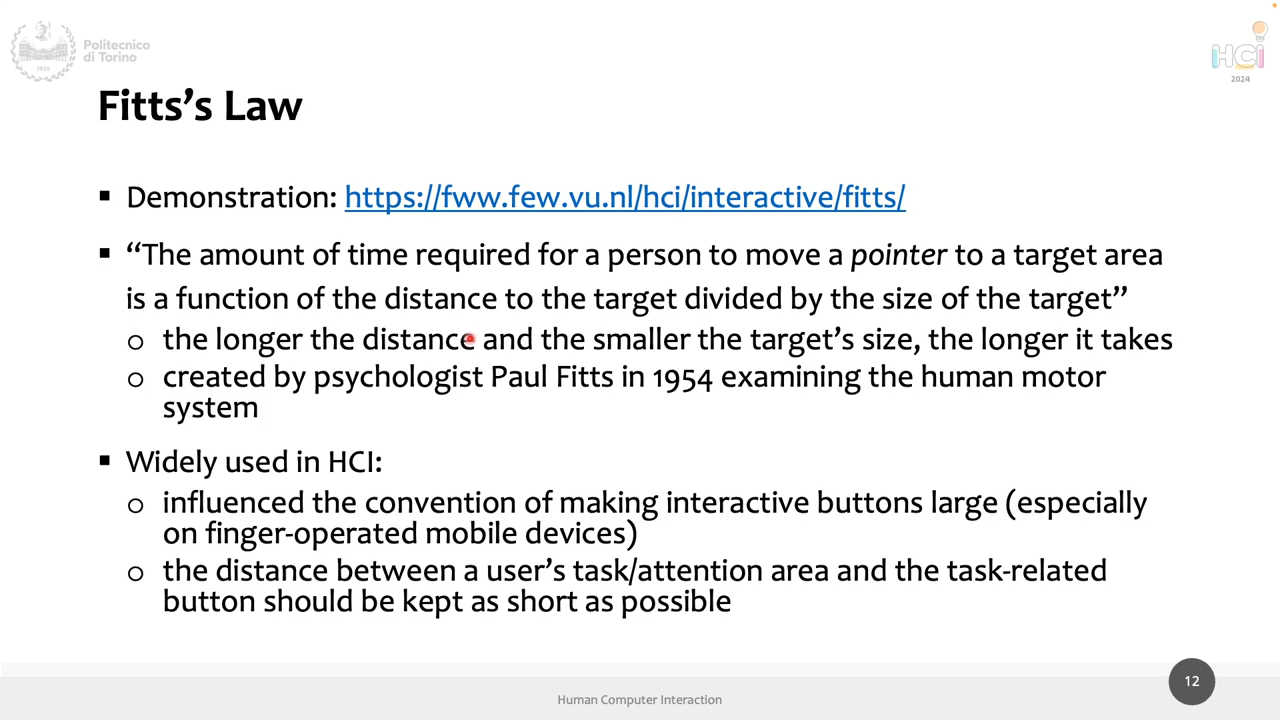 Politecnico
di Torino
1859
HCI
2024
Fitts’s Law
▪ Demonstration: https://fww.few.vu.nl/hci/interactive/fitts/
▪ “The amount of time required for a person to move a pointer to a target area
is a function of the distance to the target divided by the size of the target”
o the longer the distance and the smaller the target’s size, the longer it takes
o created by psychologist Paul Fitts in 1954 examining the human motor
system
▪ Widely used in HCI:
o influenced the convention of making interactive buttons large (especially
on finger-operated mobile devices)
o the distance between a user’s task/attention area and the task-related
button should be kept as short as possible
12
Human Computer Interaction